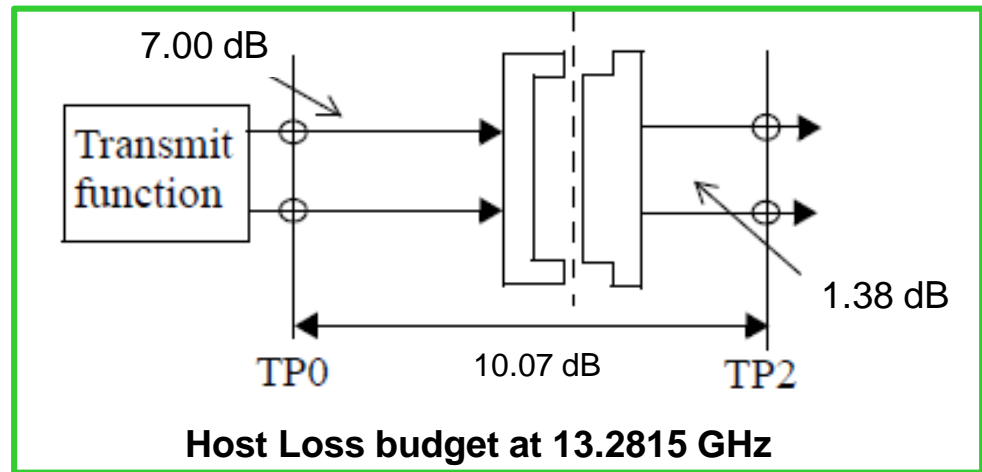 7.00 dB
Transmit
function
1.38 dB
10.07 dB
TP0
TP2
Host Loss budget at 13.2815 GHz